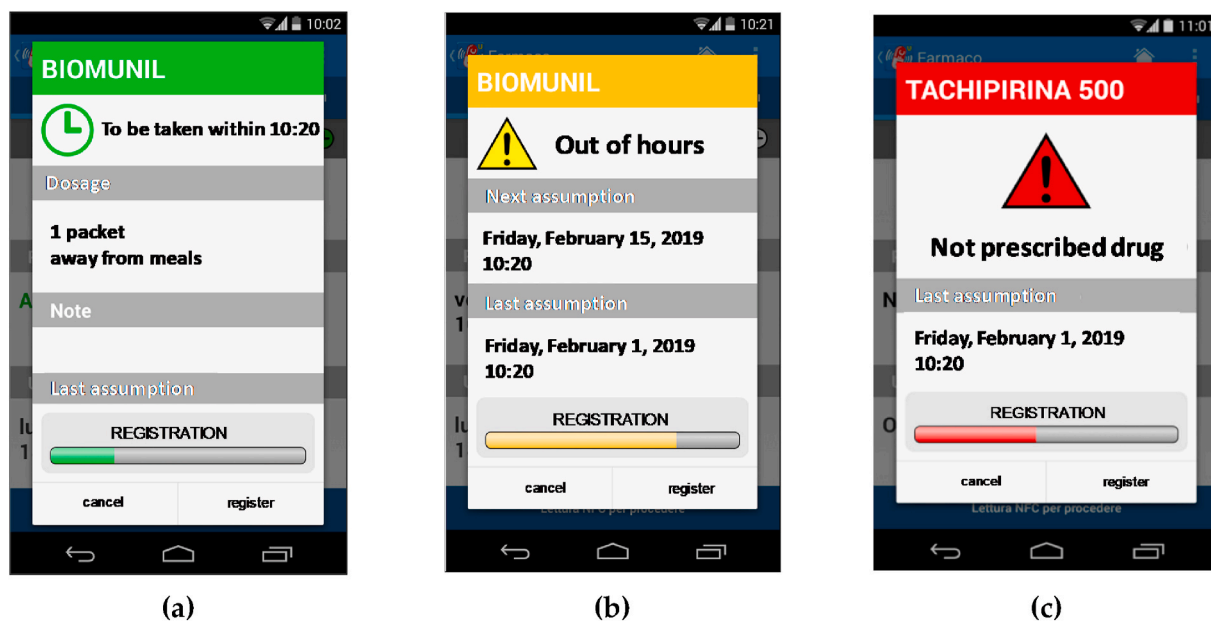 10:02
BIOMUNIL
To be taken within 10:20
Dosage
1 packet
away from meals
Note
Last assumption
REGISTRATION
cancel
register
(a)
10:21
BIOMUNIL
Out of hours
Next assumption
Friday, February 15, 2019
10:20
Last assumption
Friday, February 1, 2019
10:20
REGISTRATION
cancel
register
Lettura NFC per procedere
(b)
11:01
Farmaco
TACHIPIRINA 500
Not prescribed drug
Last assumption
Friday, February 1, 2019
10:20
REGISTRATION
cancel
register
Lettura NFC per procedere
(c)